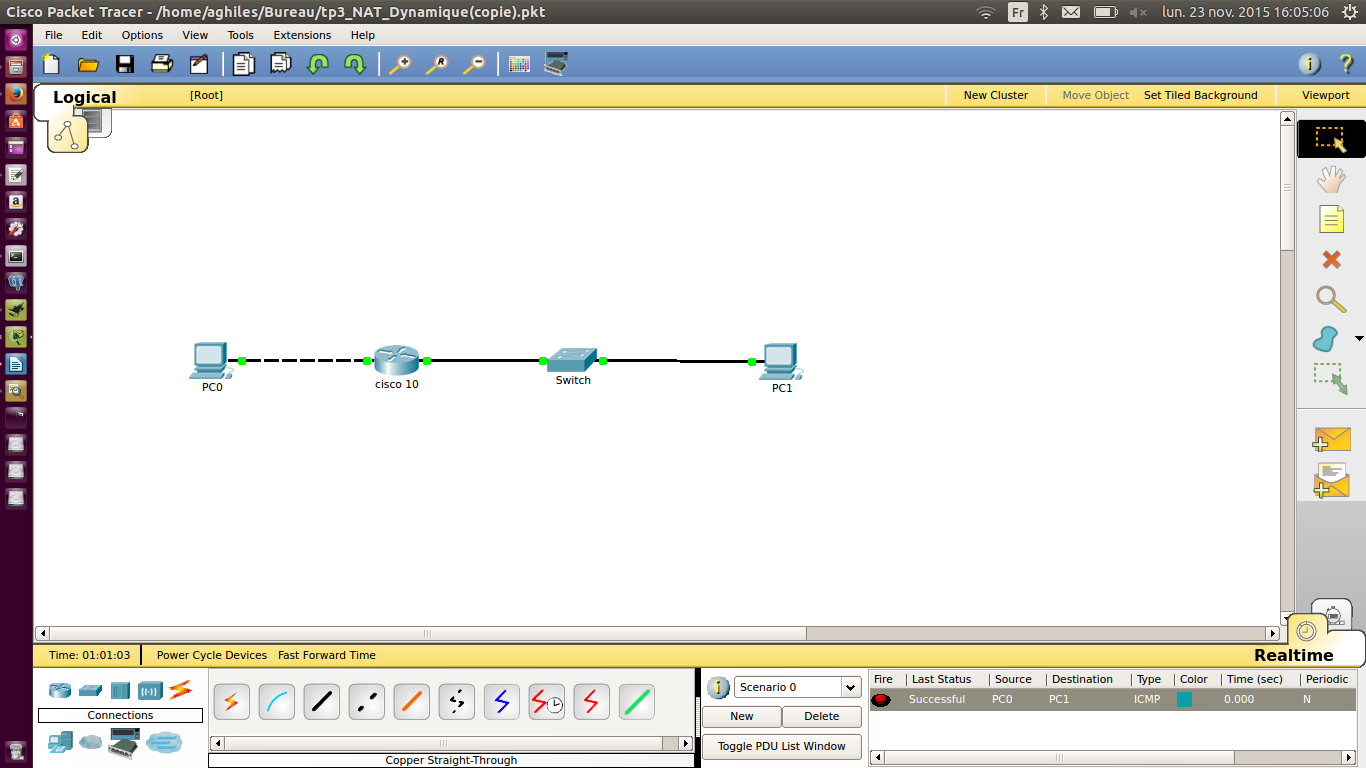 Cisco Packet Tracer - /home/aghiles/Bureau/tp3_NAT_Dynamique(copie).pkt
Fr
lun. 23 nov. 2015 16:05:06
File Edit Options View Tools Extensions Help
Logical
[Root]
New Cluster
Move Object
Set Tiled Background
Viewport
PC0
cisco 10
Switch
PC1
Time: 01:01:03
Power Cycle Devices Fast Forward Time
Realtime
Connections
Copper Straight-Through
Scenario 0
New
Delete
Toggle PDU List Window
Fire Last Status Source Destination Type Color Time (sec) Periodic
Successful PC0 PC1 ICMP 0.000 N